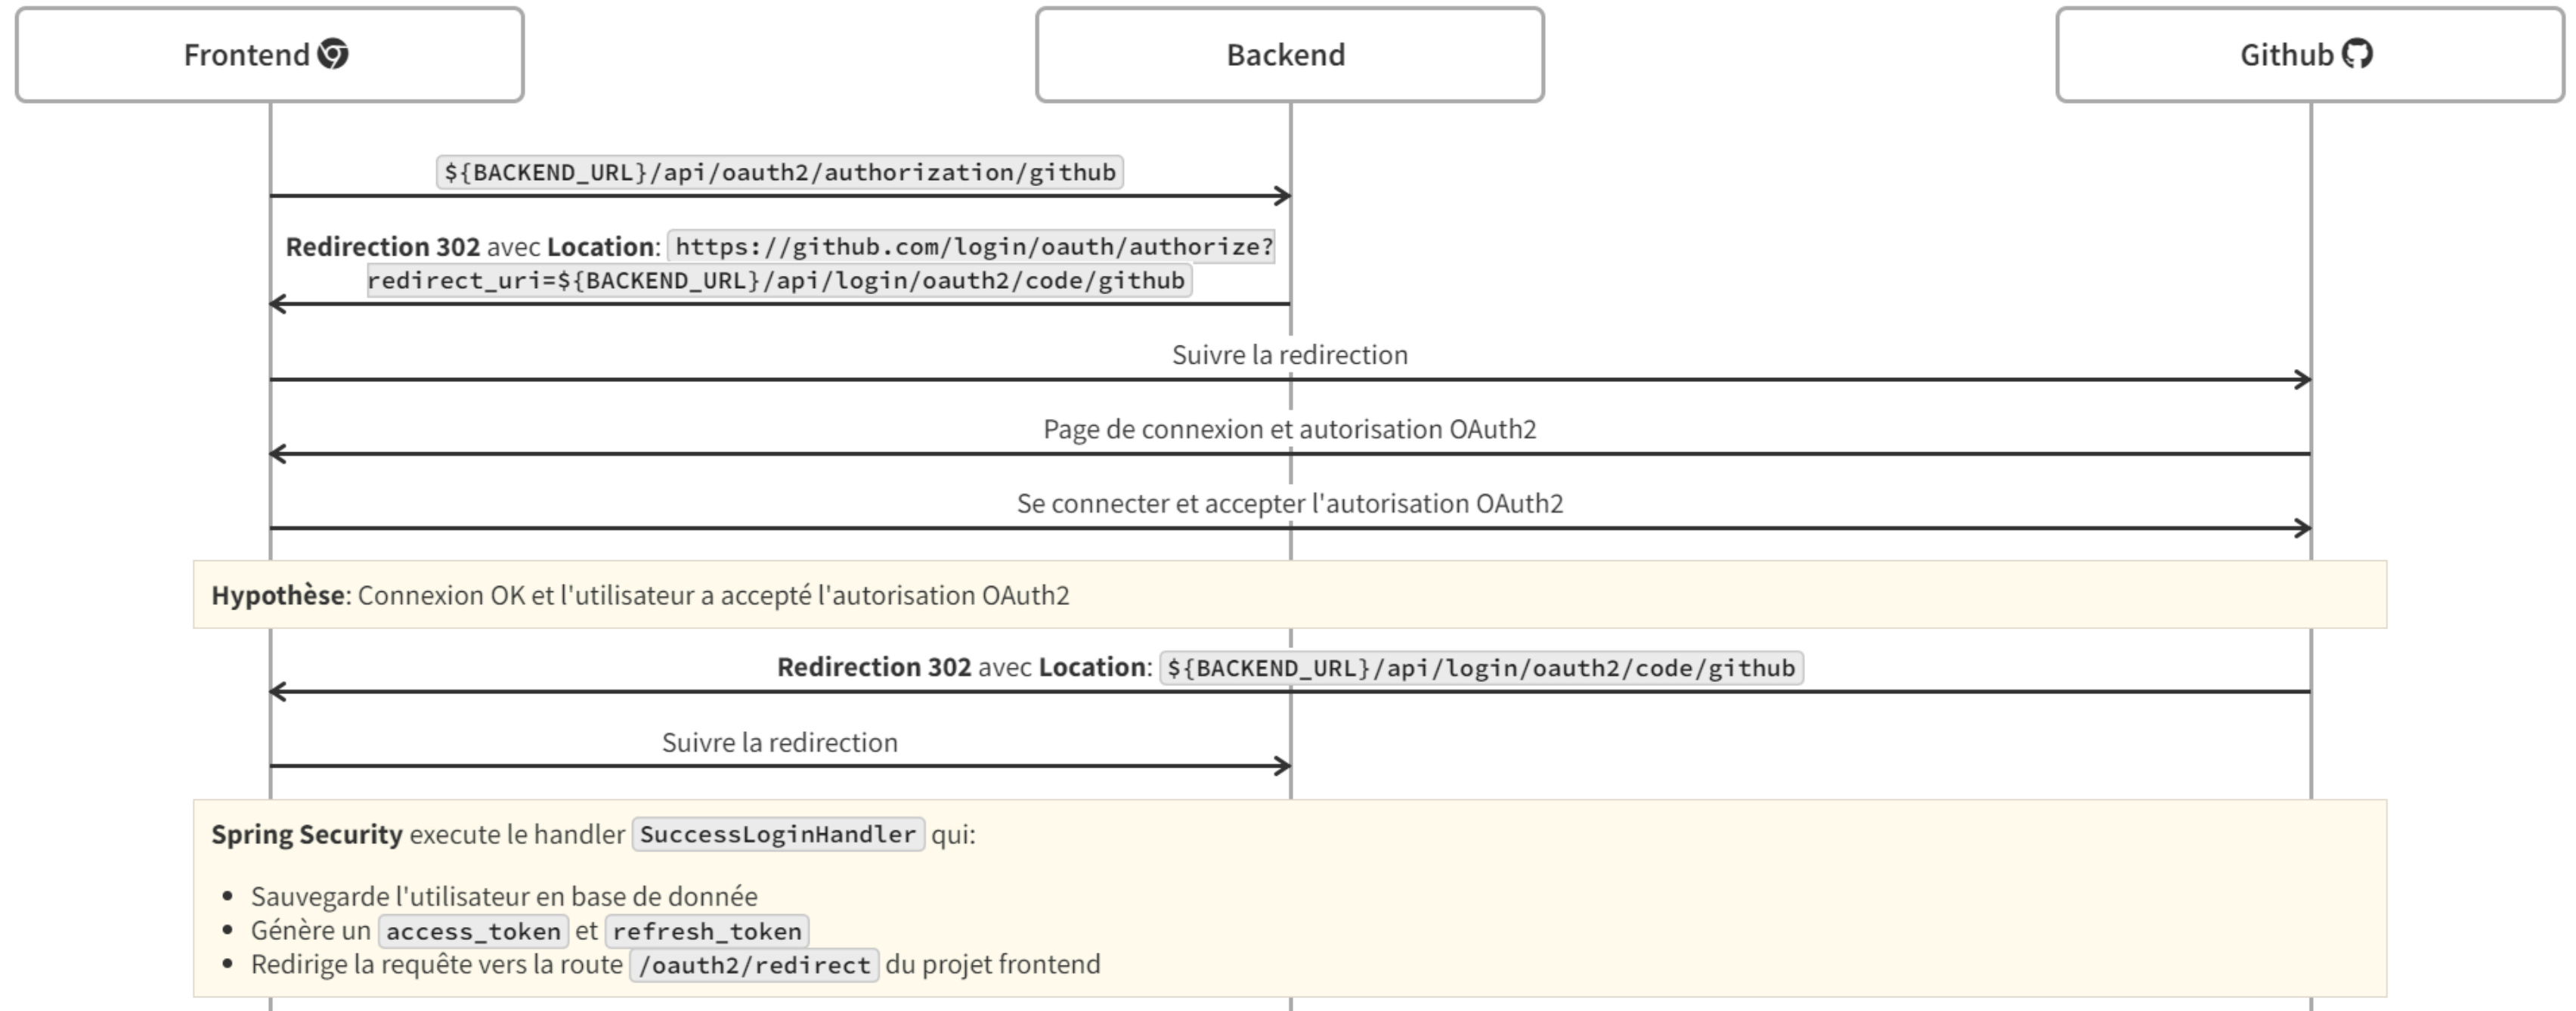 Frontend
Backend
Github
${BACKEND_URL}/api/oauth2/authorization/github
Redirection 302 avec Location: https://github.com/login/oauth/authorize?
redirect_uri=${BACKEND_URL}/api/login/oauth2/code/github
Suivre la redirection
Page de connexion et autorisation OAuth2
Se connecter et accepter l'autorisation OAuth2
Hypothèse: Connexion OK et l'utilisateur a accepté l'autorisation OAuth2
Redirection 302 avec Location: ${BACKEND_URL}/api/login/oauth2/code/github
Suivre la redirection
Spring Security execute le handler SuccessLoginHandler qui:
• Sauvegarde l'utilisateur en base de donnée
• Génère un access_token et refresh_token
• Redirige la requête vers la route /oauth2/redirect du projet frontend